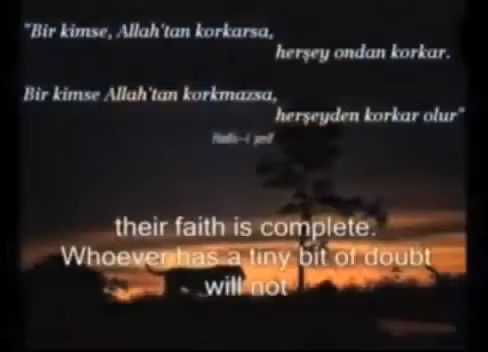 "Bir kimse, Allah'tan korkarsa,
herşey ondan korkar.
Bir kimse Allah'tan korkmazsa,
herşeyden korkar olur"
their faith is complete.
Whoever has a tiny bit of doubt
will not